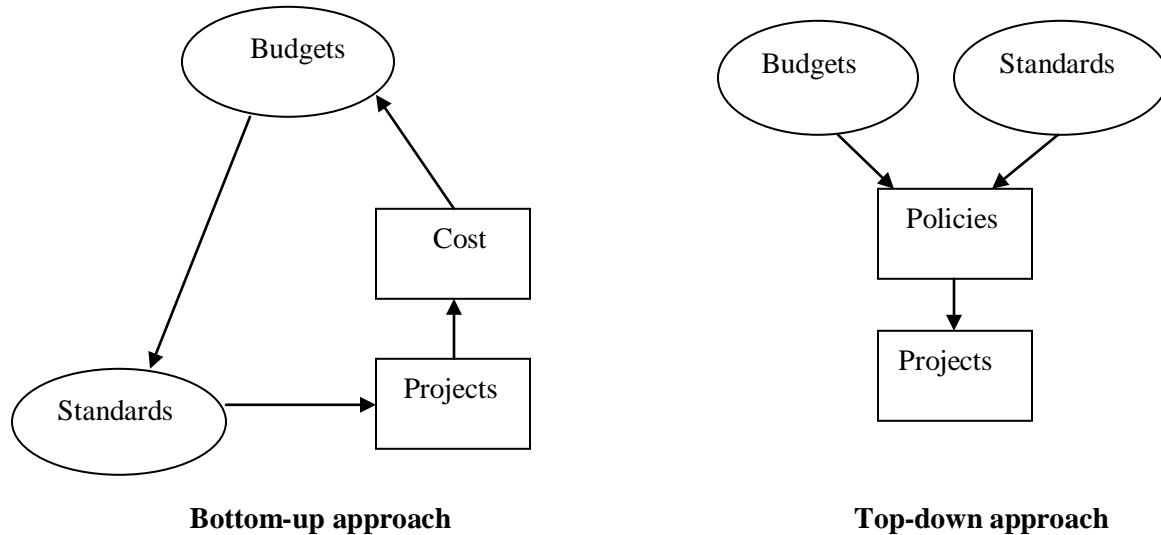 Budgets
Cost
Projects
Standards
Bottom-up approach
Budgets
Standards
Policies
Projects
Top-down approach